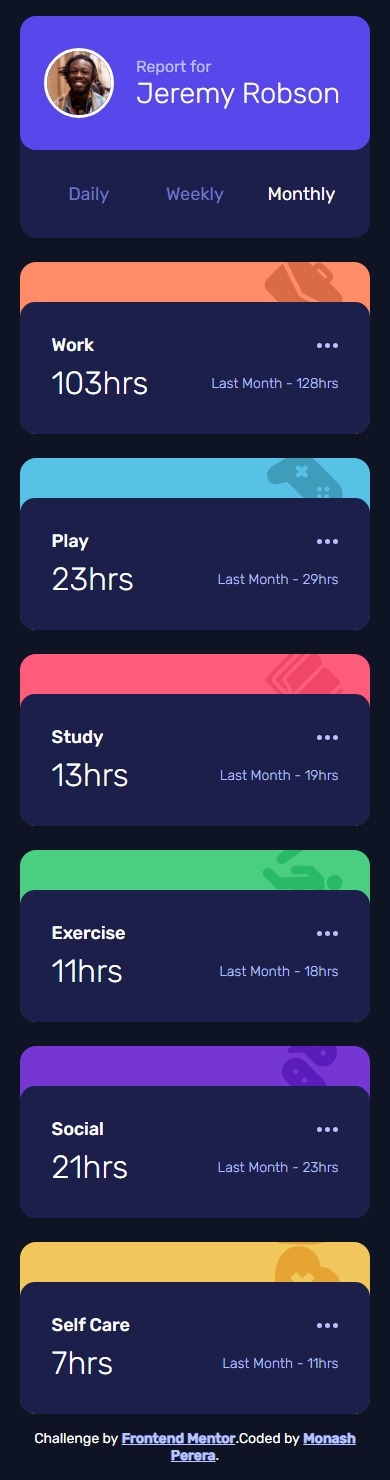 Report for
Jeremy Robson
Daily Weekly Monthly
Work
103hrs Last Month - 128hrs
Play
23hrs Last Month - 29hrs
Study
13hrs Last Month - 19hrs
Exercise
11hrs Last Month - 18hrs
Social
21hrs Last Month - 23hrs
Self Care
7hrs Last Month - 11hrs
Challenge by Frontend Mentor.Coded by Monash
Perera.